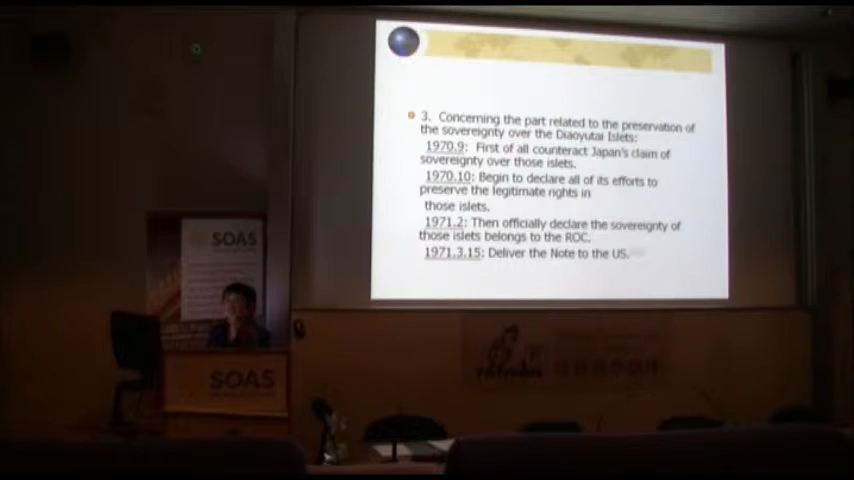 3. Concerning the part related to the preservation of
the sovereignty over the Diaoyutai Islets:
1970.9: First of all counteract Japan's claim of
sovereignty over those islets.
1970.10: Begin to declare all of its efforts to
preserve the legitimate rights in
those islets.
1971.2: Then officially declare the sovereignty of
those islets belongs to the ROC.
1971.3.15: Deliver the Note to the US.
SOAS
SOAS
TAIWAN